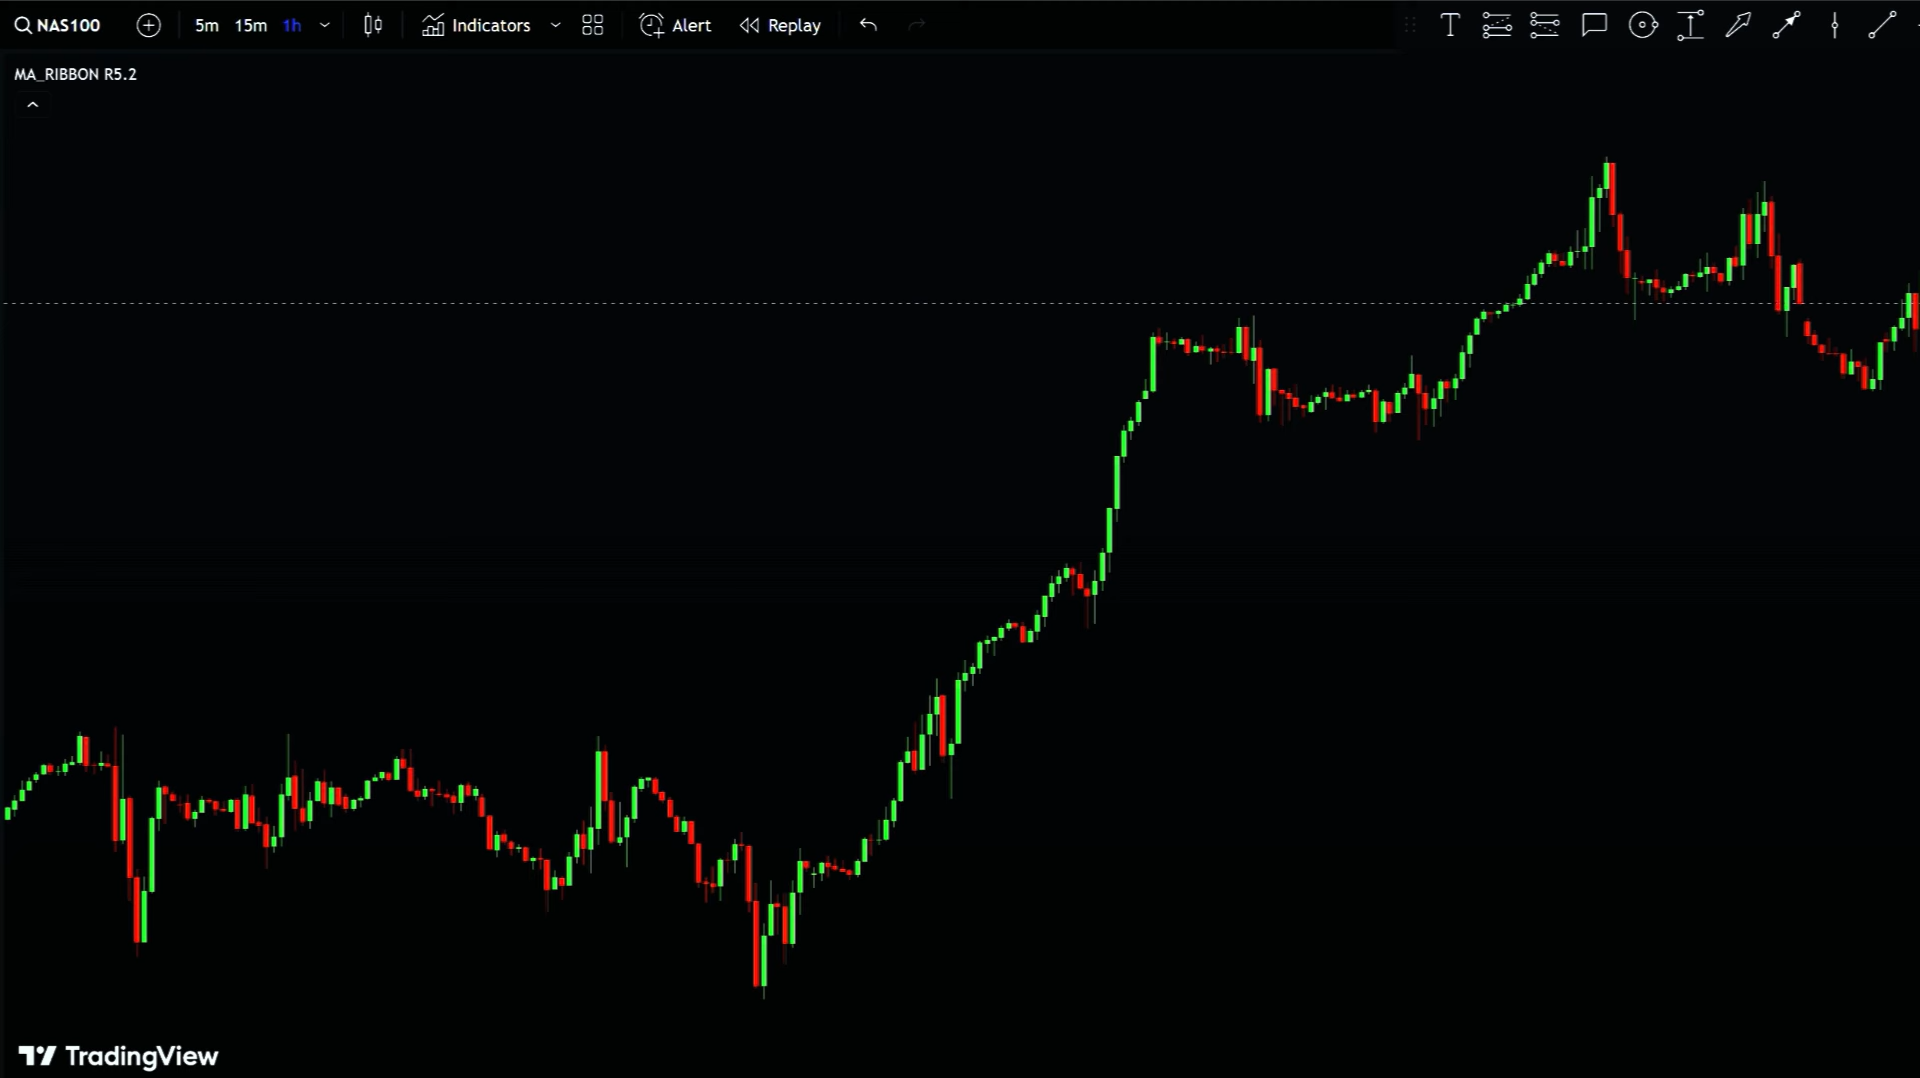 NAS100 5m 15m 1h Indicators Alert Replay
MA_RIBBON R5.2
TradingView